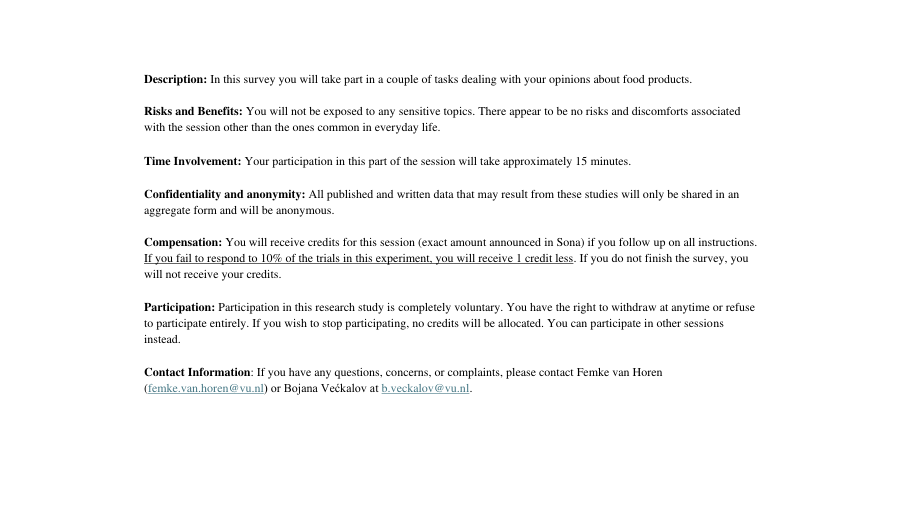 Description: In this survey you will take part in a couple of tasks dealing with your opinions about food products.
Risks and Benefits: You will not be exposed to any sensitive topics. There appear to be no risks and discomforts associated
with the session other than the ones common in everyday life.
Time Involvement: Your participation in this part of the session will take approximately 15 minutes.
Confidentiality and anonymity: All published and written data that may result from these studies will only be shared in an
aggregate form and will be anonymous.
Compensation: You will receive credits for this session (exact amount announced in Sona) if you follow up on all instructions.
If you fail to respond to 10% of the trials in this experiment, you will receive 1 credit less. If you do not finish the survey, you
will not receive your credits.
Participation: Participation in this research study is completely voluntary. You have the right to withdraw at anytime or refuse
to participate entirely. If you wish to stop participating, no credits will be allocated. You can participate in other sessions
instead.
Contact Information: If you have any questions, concerns, or complaints, please contact Femke van Horen
(femke.van.horen@vu.nl) or Bojana Većkalov at b.veckalov@vu.nl.